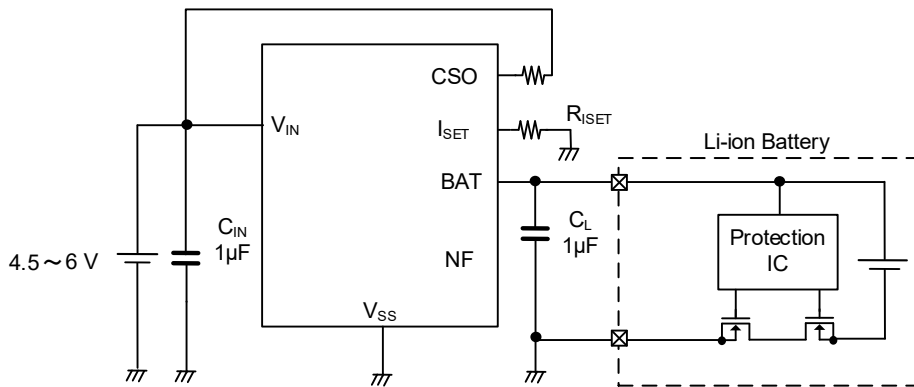 CSO
V_IN
I_SET
R_ISET
Li-ion Battery
BAT
C_IN
1µF
C_L
1µF
Protection
IC
4.5～6 V
NF
V_SS